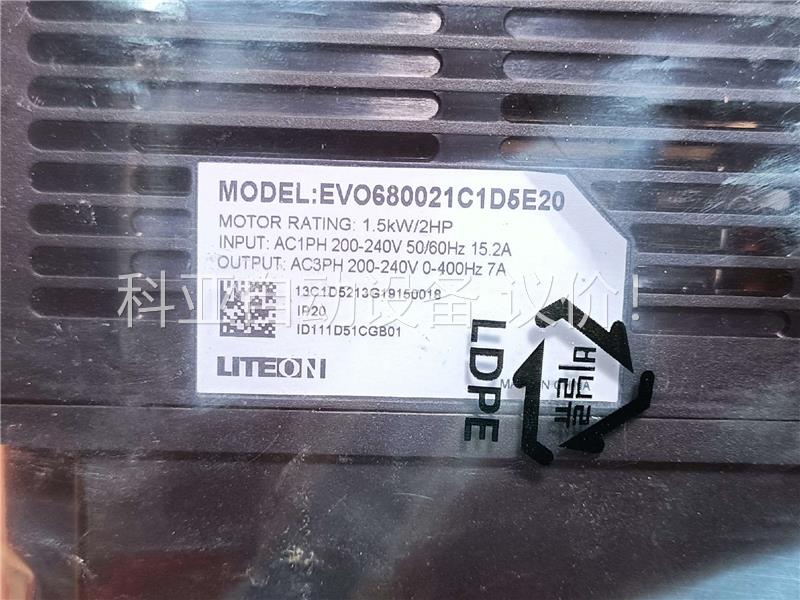 MODEL:EVO680021C1D5E20
MOTOR RATING: 1.5kW/2HP
INPUT: AC1PH 200-240V 50/60Hz 15.2A
OUTPUT: AC3PH 200-240V 0-400Hz 7A
科亚自动设备 议价!
IP20
ID111D51CGB01
LITEON
LDPE
비닐류